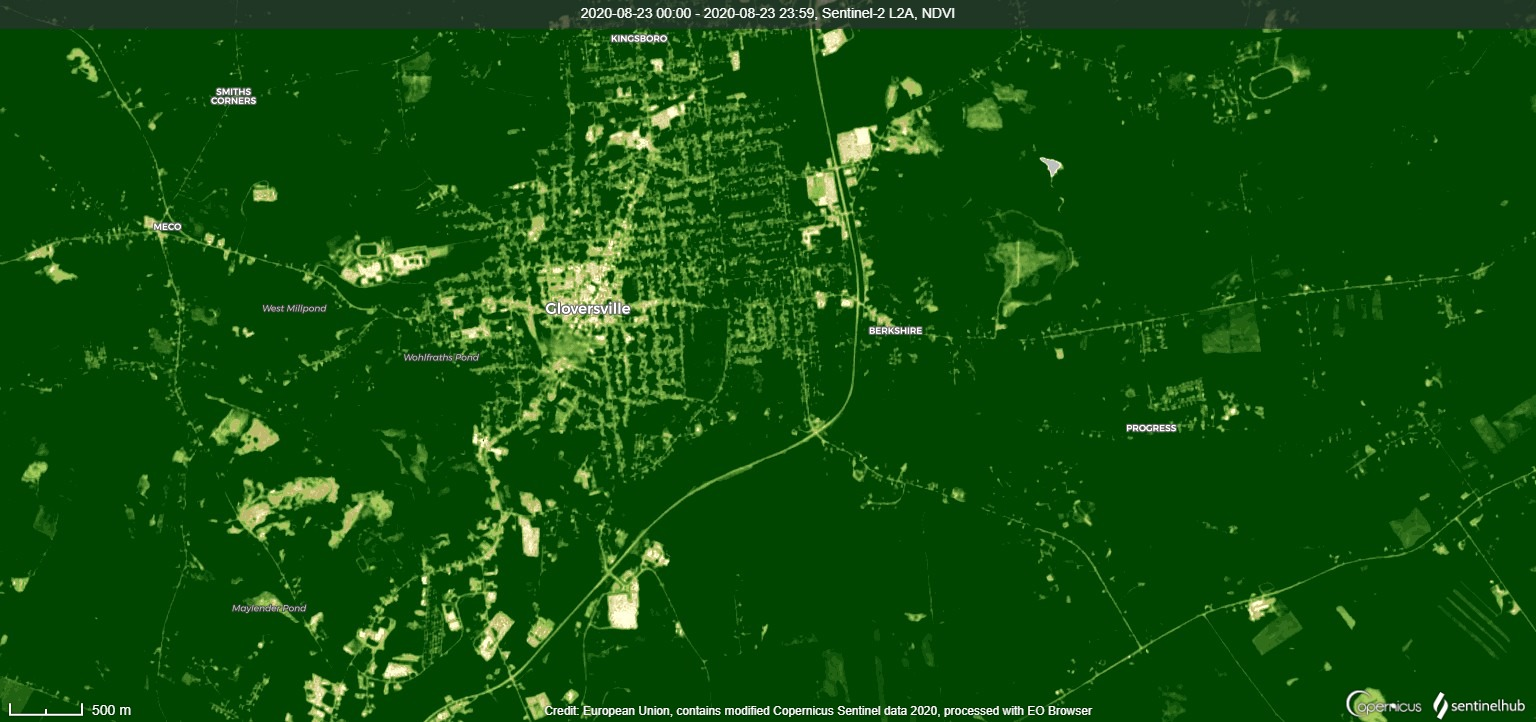 2020-08-23 00:00 - 2020-08-23 23:59, Sentinel-2 L2A, NDVI
KINGSBORO
SMITHS
CORNERS
MECO
West Millpond
Gloversville
BERKSHIRE
Wohlfraths Pond
PROGRESS
Maylender Pond
500 m
Credit: European Union, contains modified Copernicus Sentinel data 2020, processed with EO Browser
opernicus
sentinelhub